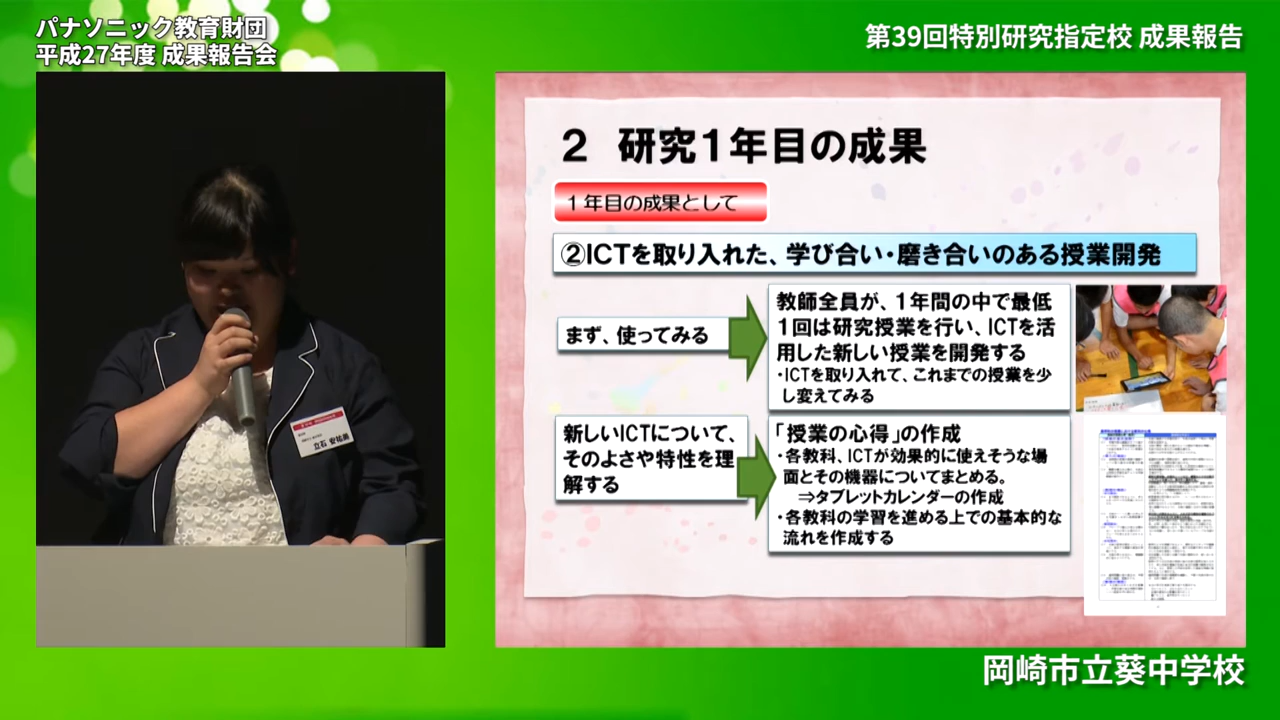 パナソニック教育財団
平成27年度 成果報告会
第39回特別研究指定校 成果報告
2 研究1年目の成果
1年目の成果として
②ICTを取り入れた、学び合い・磨き合いのある授業開発
まず、使ってみる
教師全員が、1年間の中で最低
1回は研究授業を行い、ICTを活
用した新しい授業を開発する
・ICTを取り入れて、これまでの授業を少
し変えてみる
新しいICTについて、
そのよさや特性を理
解する
「授業の心得」の作成
・各教科、ICTが効果的に使えそうな場
面とその機器についてまとめる。
⇒タブレットカレンダーの作成
・各教科の学習を進める上での基本的な
流れを作成する
立石 安祐美
岡崎市立葵中学校